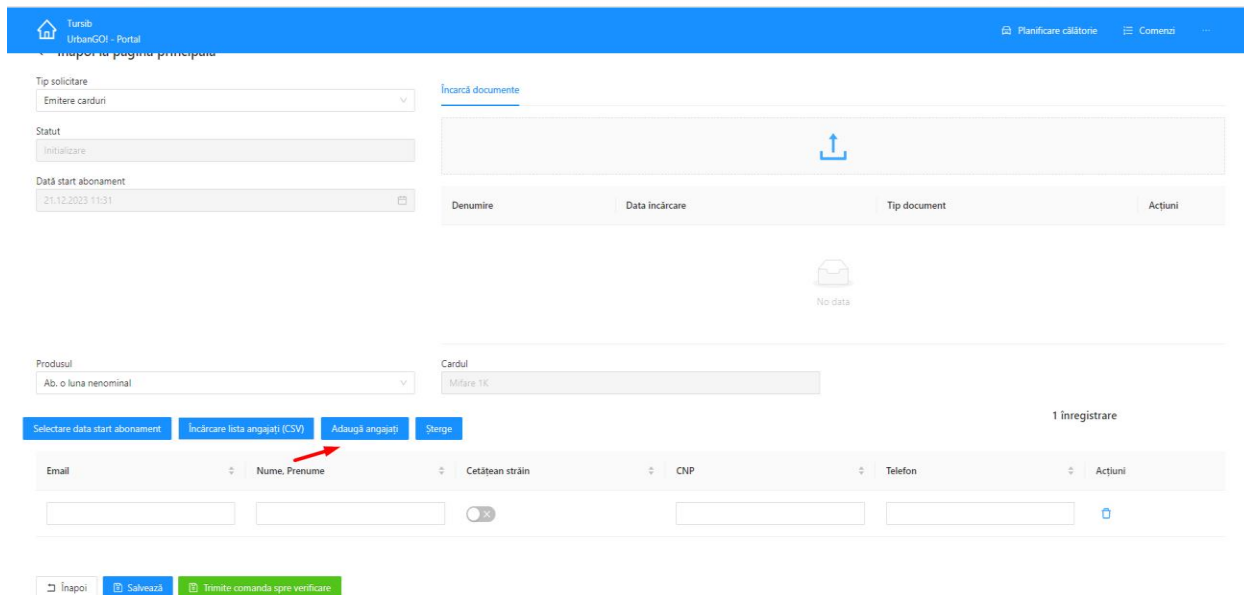 Tursib
UrbanGO! - Portal
Planificare călătorie
Comenzi
Înapoi la pagina principală
Tip solicitare
Emitere carduri
Încarcă documente
Statut
Initializare
Dată start abonament
21.12.2023 11:31
Denumire
Data incărcare
Tip document
Acțiuni
No data
Produsul
Ab. o luna nenominal
Cardul
Mifare 1K
1 înregistrare
Selectare data start abonament
Încărcare lista angajați (CSV)
Adaugă angajați
Șterge
Email
Nume, Prenume
Cetățean străin
CNP
Telefon
Acțiuni
Înapoi
Salvează
Trimite comanda spre verificare